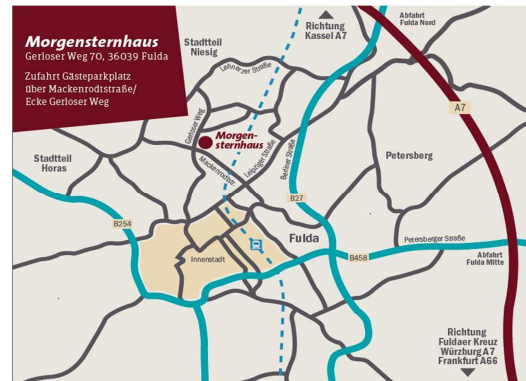 Morgensternhaus
Gerloser Weg 70, 36039 Fulda
Zufahrt Gästeparkplatz
über Mackenrodtstraße/
Ecke Gerloser Weg
Richtung
Kassel A7
Abfahrt
Fulda Nord
Stadtteil
Niesig
Lehnerzer Straße
A7
Gerloser Weg
Morgen-
sternhaus
Mackenrodtstr.
Leipziger Straße
Berliner Straße
Petersberg
Stadtteil
Horas
B27
B254
Fulda
Petersberger Straße
Innenstadt
B458
Abfahrt
Fulda Mitte
Richtung
Fuldaer Kreuz
Würzburg A7
Frankfurt A66